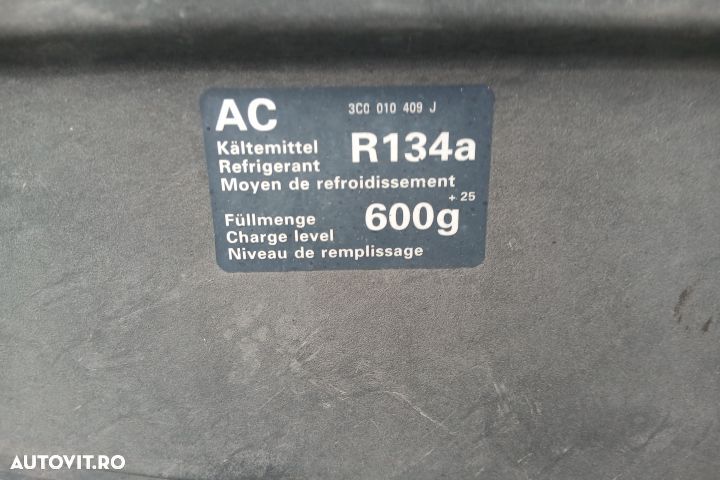 AC 3C0 010 409 J
Kältemittel R134a
Refrigerant
Moyen de refroidissement
Füllmenge 600g + 25
Charge level
Niveau de remplissage
AUTOVIT.RO